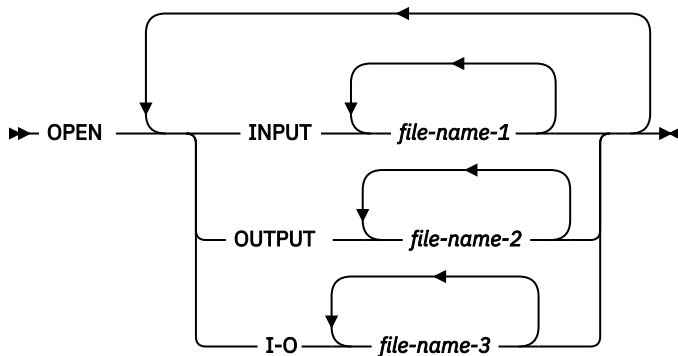 OPEN INPUT file-name-1
OUTPUT file-name-2
I-O file-name-3